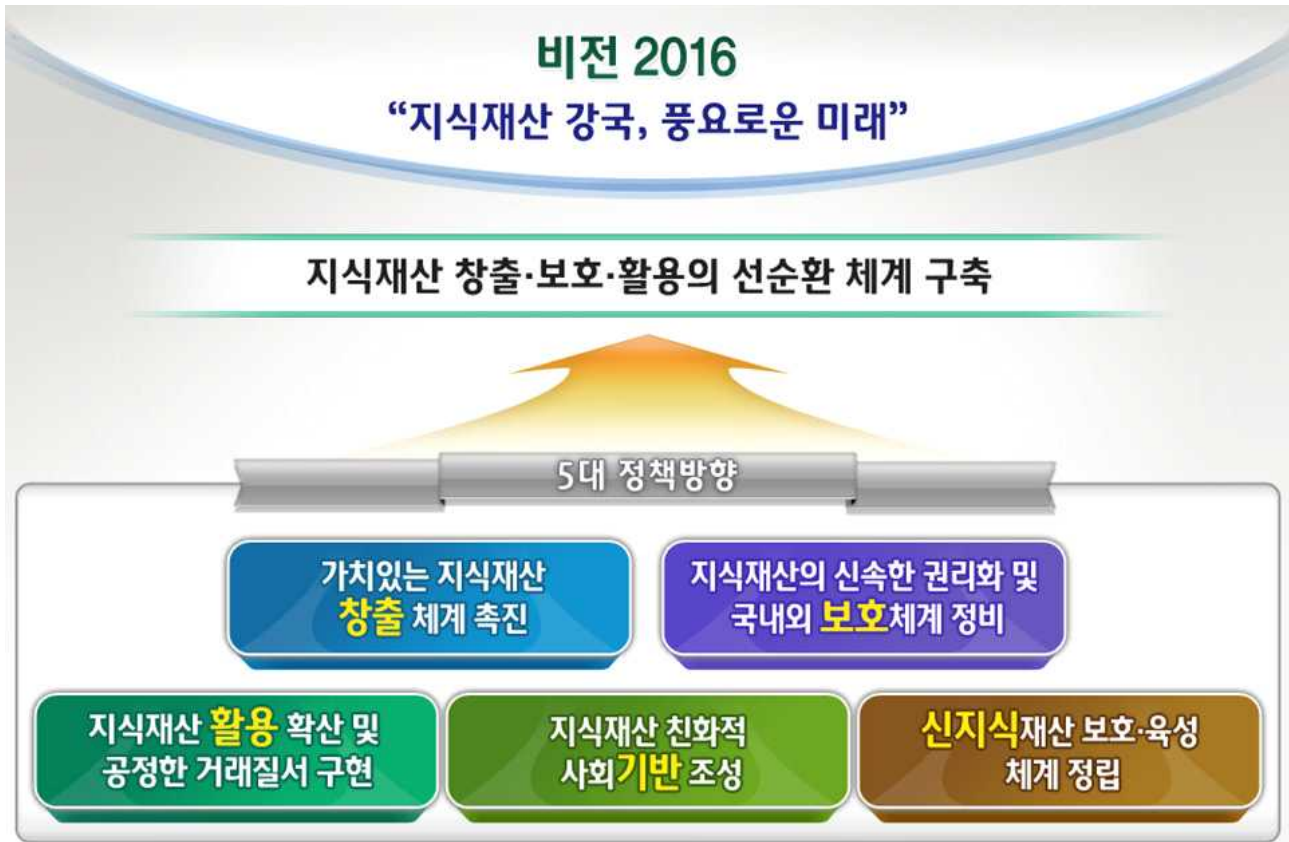 비전 2016
“지식재산 강국, 풍요로운 미래”
지식재산 창출·보호·활용의 선순환 체계 구축
5대 정책방향
가치있는 지식재산
창출 체계 촉진
지식재산의 신속한 권리화 및
국내외 보호체계 정비
지식재산 활용 확산 및
공정한 거래질서 구현
지식재산 친화적
사회기반 조성
신지식재산 보호·육성
체계 정립